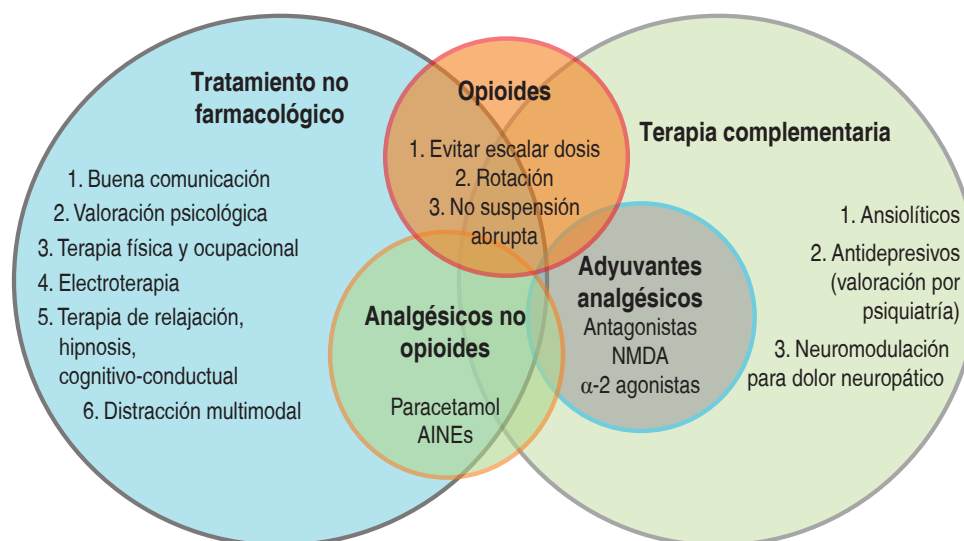 Tratamiento no
farmacológico
1. Buena comunicación
2. Valoración psicológica
3. Terapia física y ocupacional
4. Electroterapia
5. Terapia de relajación,
hipnosis,
cognitivo-conductual
6. Distracción multimodal
Opioides
1. Evitar escalar dosis
2. Rotación
3. No suspensión
abrupta
Analgésicos no
opioides
Paracetamol
AINEs
Adyuvantes
analgésicos
Antagonistas
NMDA
α-2 agonistas
Terapia complementaria
1. Ansiolíticos
2. Antidepresivos
(valoración por
psiquiatría)
3. Neuromodulación
para dolor neuropático